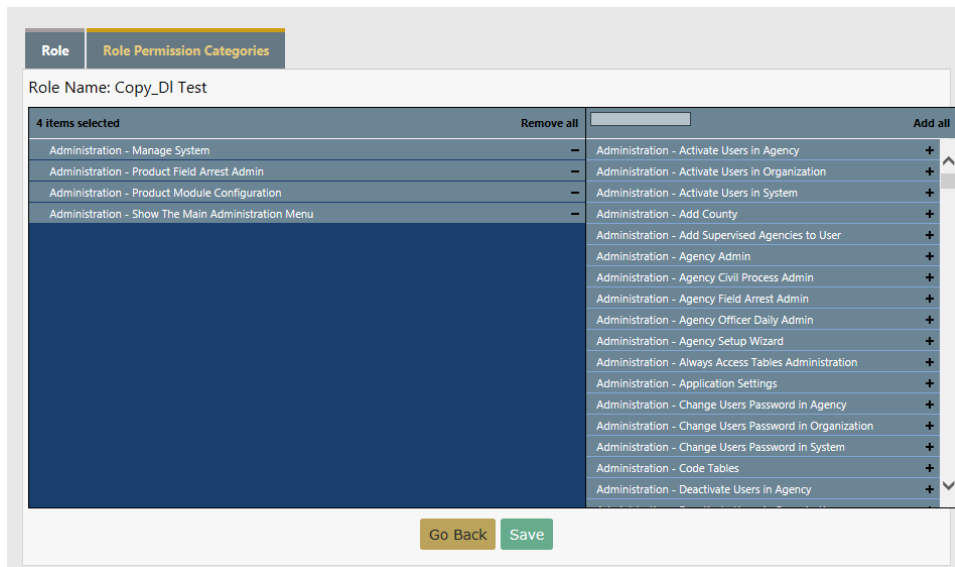 Role
Role Permission Categories
Role Name: Copy_Dl Test
4 items selected
Remove all
Administration - Manage System
Administration - Product Field Arrest Admin
Administration - Product Module Configuration
Administration - Show The Main Administration Menu
Add all
Administration - Activate Users in Agency
Administration - Activate Users in Organization
Administration - Activate Users in System
Administration - Add County
Administration - Add Supervised Agencies to User
Administration - Agency Admin
Administration - Agency Civil Process Admin
Administration - Agency Field Arrest Admin
Administration - Agency Officer Daily Admin
Administration - Agency Setup Wizard
Administration - Always Access Tables Administration
Administration - Application Settings
Administration - Change Users Password in Agency
Administration - Change Users Password in Organization
Administration - Change Users Password in System
Administration - Code Tables
Administration - Deactivate Users in Agency
Go Back
Save